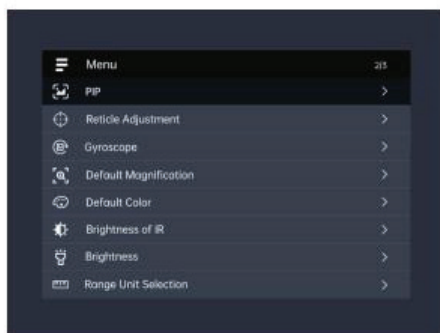 Menu 2/3
PIP
Reticle Adjustment
Gyroscope
Default Magnification
Default Color
Brightness of IR
Brightness
Range Unit Selection